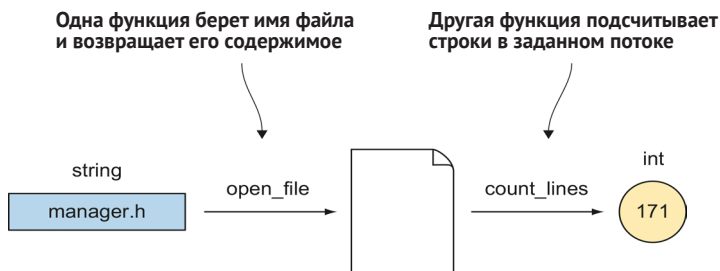 Одна функция берет имя файла
и возвращает его содержимое
Другая функция подсчитывает
строки в заданном потоке
string
manager.h
open_file
count_lines
int
171